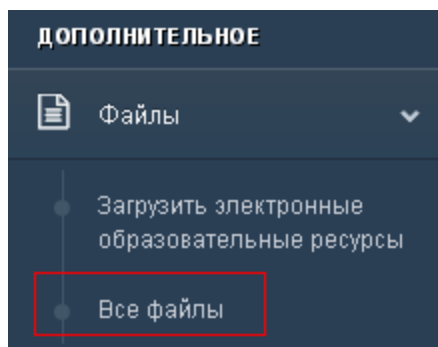 ДОПОЛНИТЕЛЬНОЕ
Файлы
Загрузить электронные
образовательные ресурсы
Все файлы